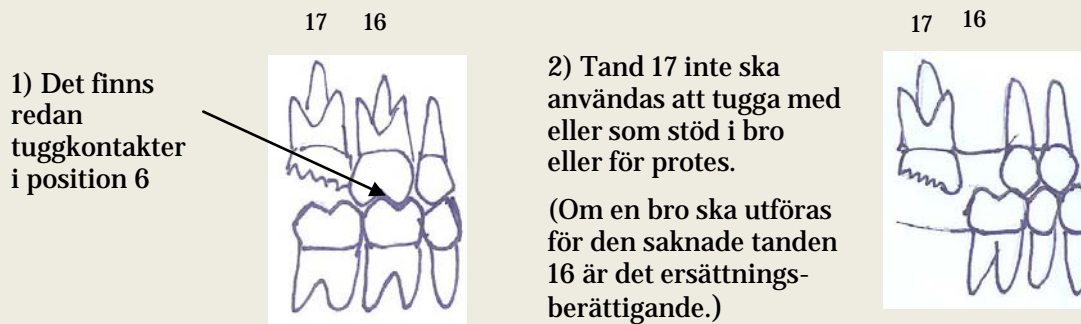 17 16
1) Det finns
redan
tuggkontakter
i position 6
17 16
2) Tand 17 inte ska
användas att tugga med
eller som stöd i bro
eller för protes.
(Om en bro ska utföras
för den saknade tanden
16 är det ersättnings-
berättigande.)